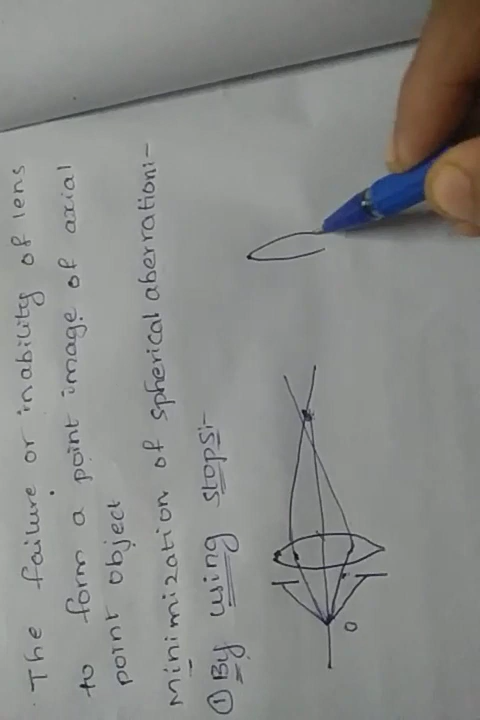 The failure or inability of lens
to form a point image of axial
point object
Minimization of spherical aberration:-
① By using stops:-
O